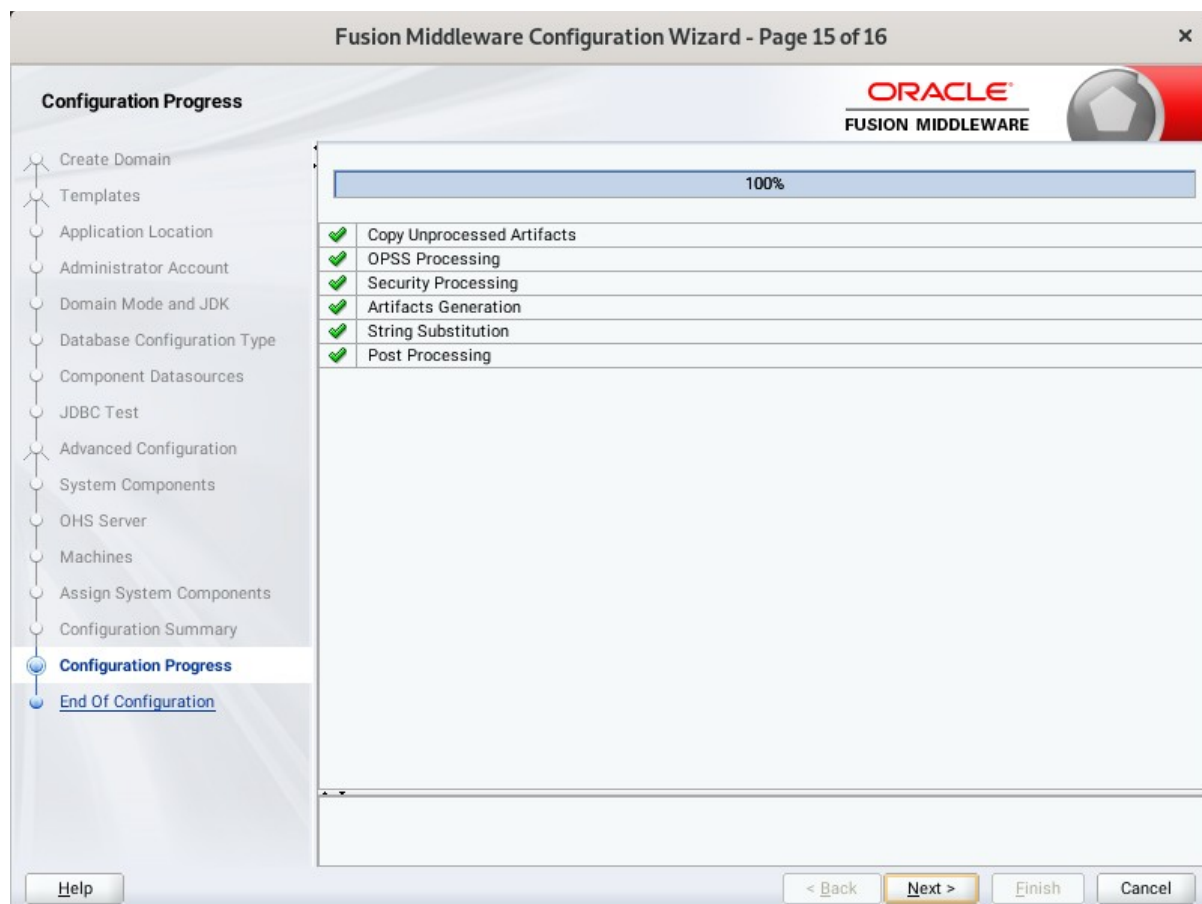 Fusion Middleware Configuration Wizard - Page 15 of 16
Configuration Progress
ORACLE
FUSION MIDDLEWARE
Create Domain
Templates
Application Location
Administrator Account
Domain Mode and JDK
Database Configuration Type
Component Datasources
JDBC Test
Advanced Configuration
System Components
OHS Server
Machines
Assign System Components
Configuration Summary
Configuration Progress
End Of Configuration
100%
Copy Unprocessed Artifacts
OPSS Processing
Security Processing
Artifacts Generation
String Substitution
Post Processing
Help
< Back
Next >
Finish
Cancel